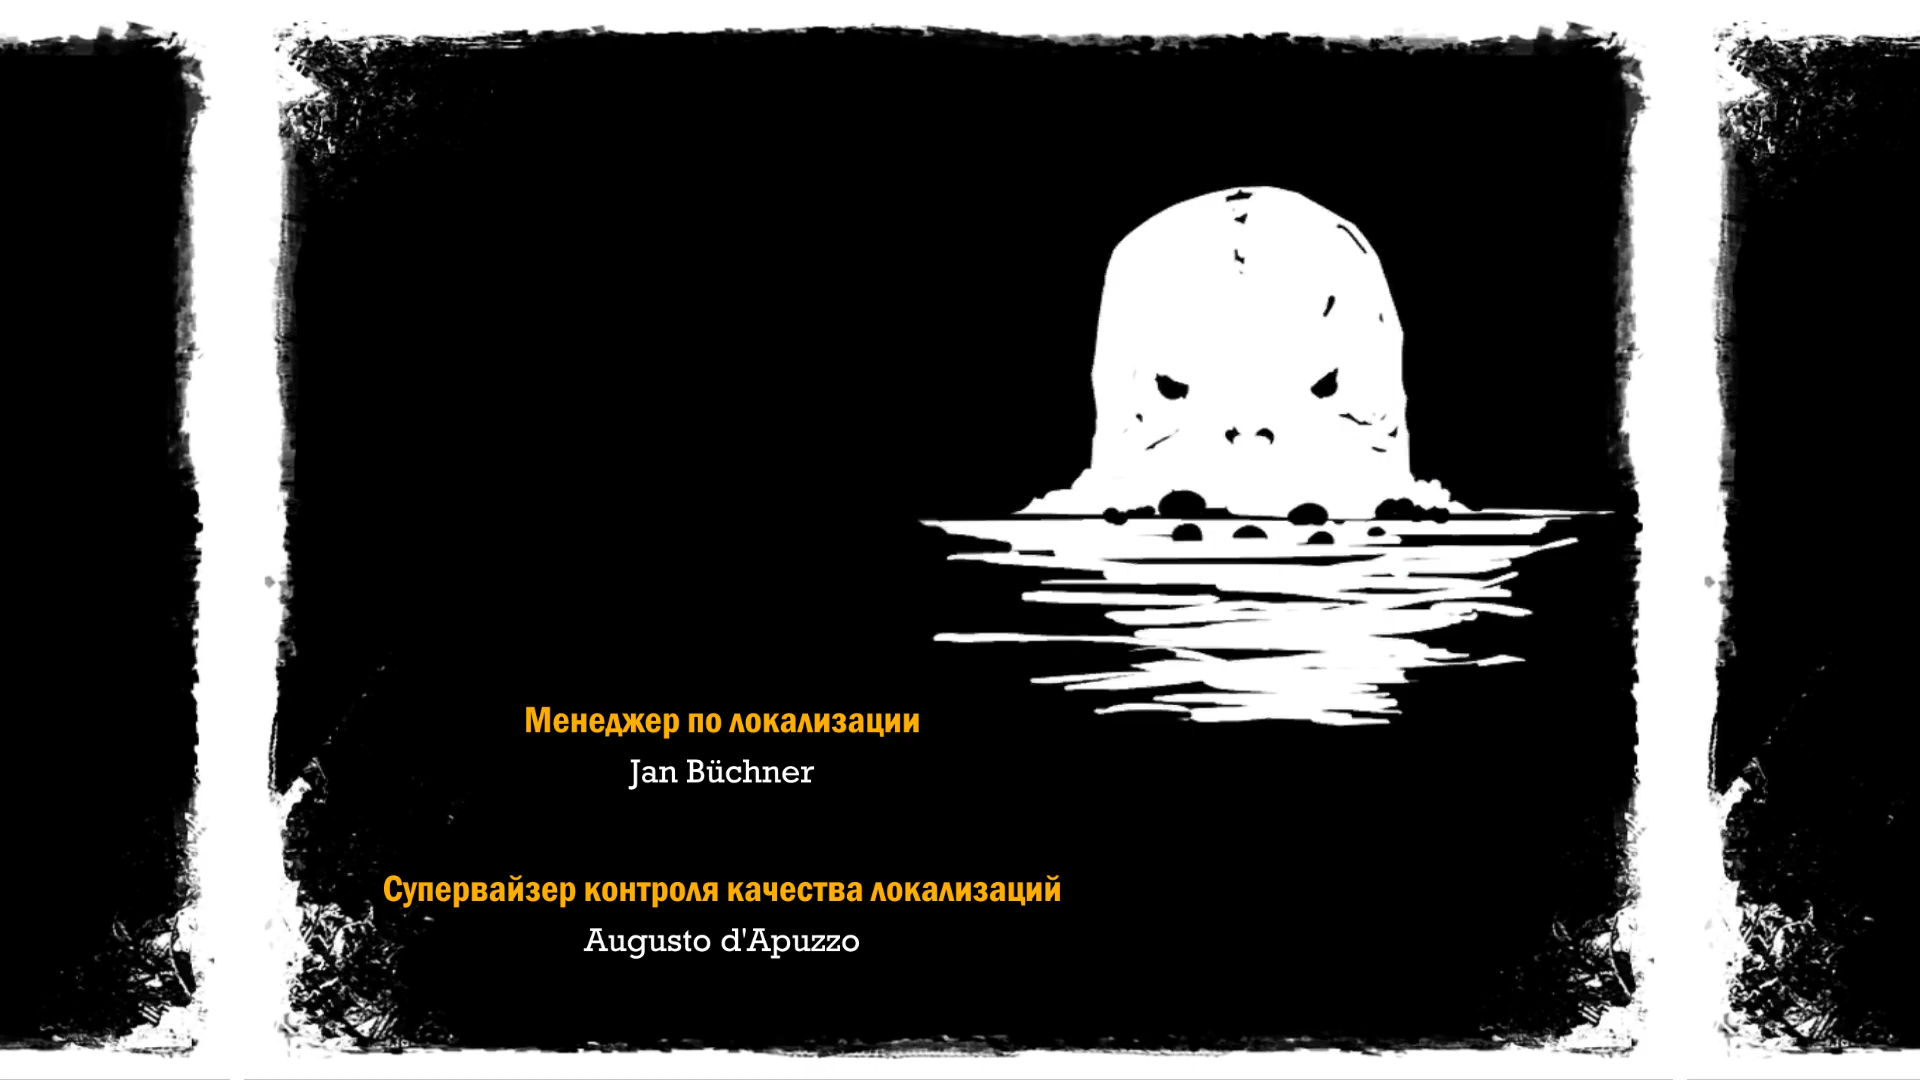 Менеджер по локализации
Jan Büchner
Супервайзер контроля качества локализаций
Augusto d'Apuzzo